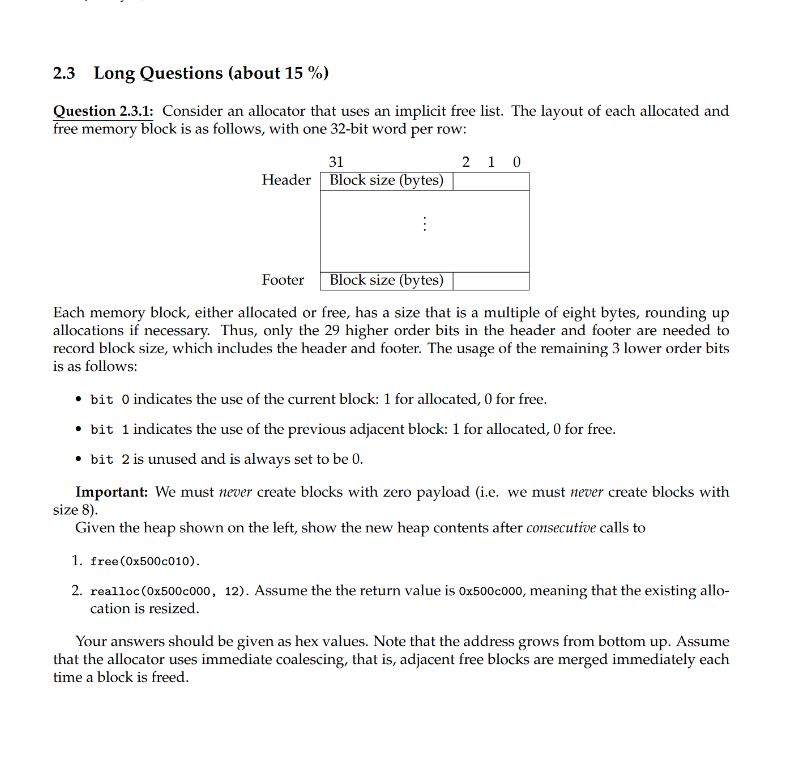 2.3 Long Questions (about 15 %)
Question 2.3.1: Consider an allocator that uses an implicit free list. The layout of each allocated and
free memory block is as follows, with one 32-bit word per row:
31 2 1 0
Header Block size (bytes)
⋮
Footer Block size (bytes)
Each memory block, either allocated or free, has a size that is a multiple of eight bytes, rounding up
allocations if necessary. Thus, only the 29 higher order bits in the header and footer are needed to
record block size, which includes the header and footer. The usage of the remaining 3 lower order bits
is as follows:
• bit 0 indicates the use of the current block: 1 for allocated, 0 for free.
• bit 1 indicates the use of the previous adjacent block: 1 for allocated, 0 for free.
• bit 2 is unused and is always set to be 0.
Important: We must never create blocks with zero payload (i.e. we must never create blocks with
size 8).
Given the heap shown on the left, show the new heap contents after consecutive calls to
1. free(0x500c010).
2. realloc(0x500c000, 12). Assume the the return value is 0x500c000, meaning that the existing allo-
cation is resized.
Your answers should be given as hex values. Note that the address grows from bottom up. Assume
that the allocator uses immediate coalescing, that is, adjacent free blocks are merged immediately each
time a block is freed.